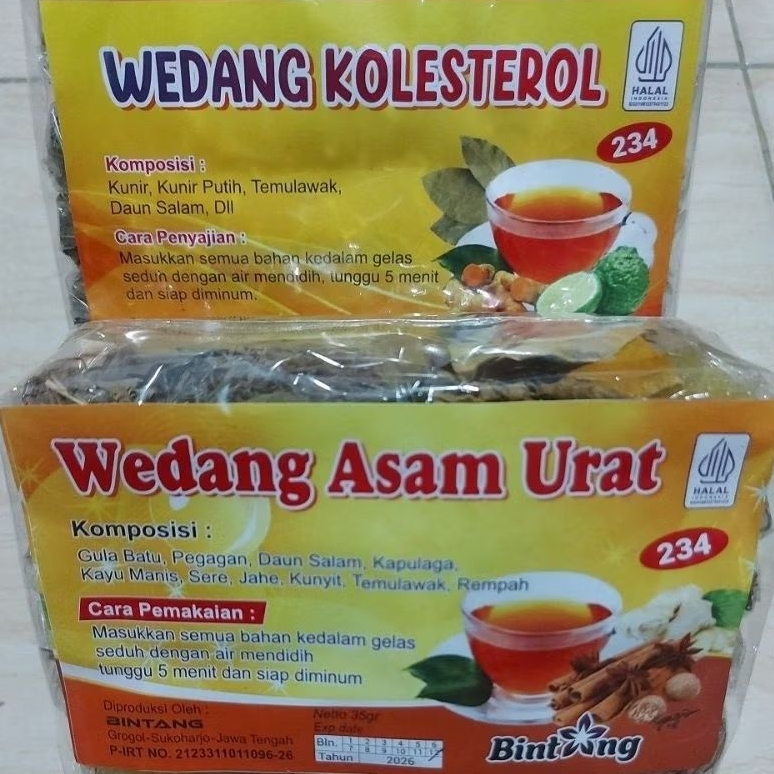 WEDANG KOLESTEROL
HALAL
INDONESIA
234
Komposisi :
Kunir, Kunir Putih, Temulawak,
Daun Salam, Dll
Cara Penyajian :
Masukkan semua bahan kedalam gelas
seduh dengan air mendidih, tunggu 5 menit
dan siap diminum.
Wedang Asam Urat
HALAL
INDONESIA
234
Komposisi :
Gula Batu, Pegagan, Daun Salam, Kapulaga,
Kayu Manis, Sere, Jahe, Kunyit, Temulawak, Rempah
Cara Pemakaian :
Masukkan semua bahan kedalam gelas
seduh dengan air mendidih
tunggu 5 menit dan siap diminum
Diproduksi Oleh :
BINTANG
Grogol-Sukoharjo-Jawa Tengah
P-IRT NO. 2123311011096-26
Netto 35gr
Exp date
Bln. 1 2 3 4 5 6
7 8 9 10 11 12
Tahun 2026
Bintang